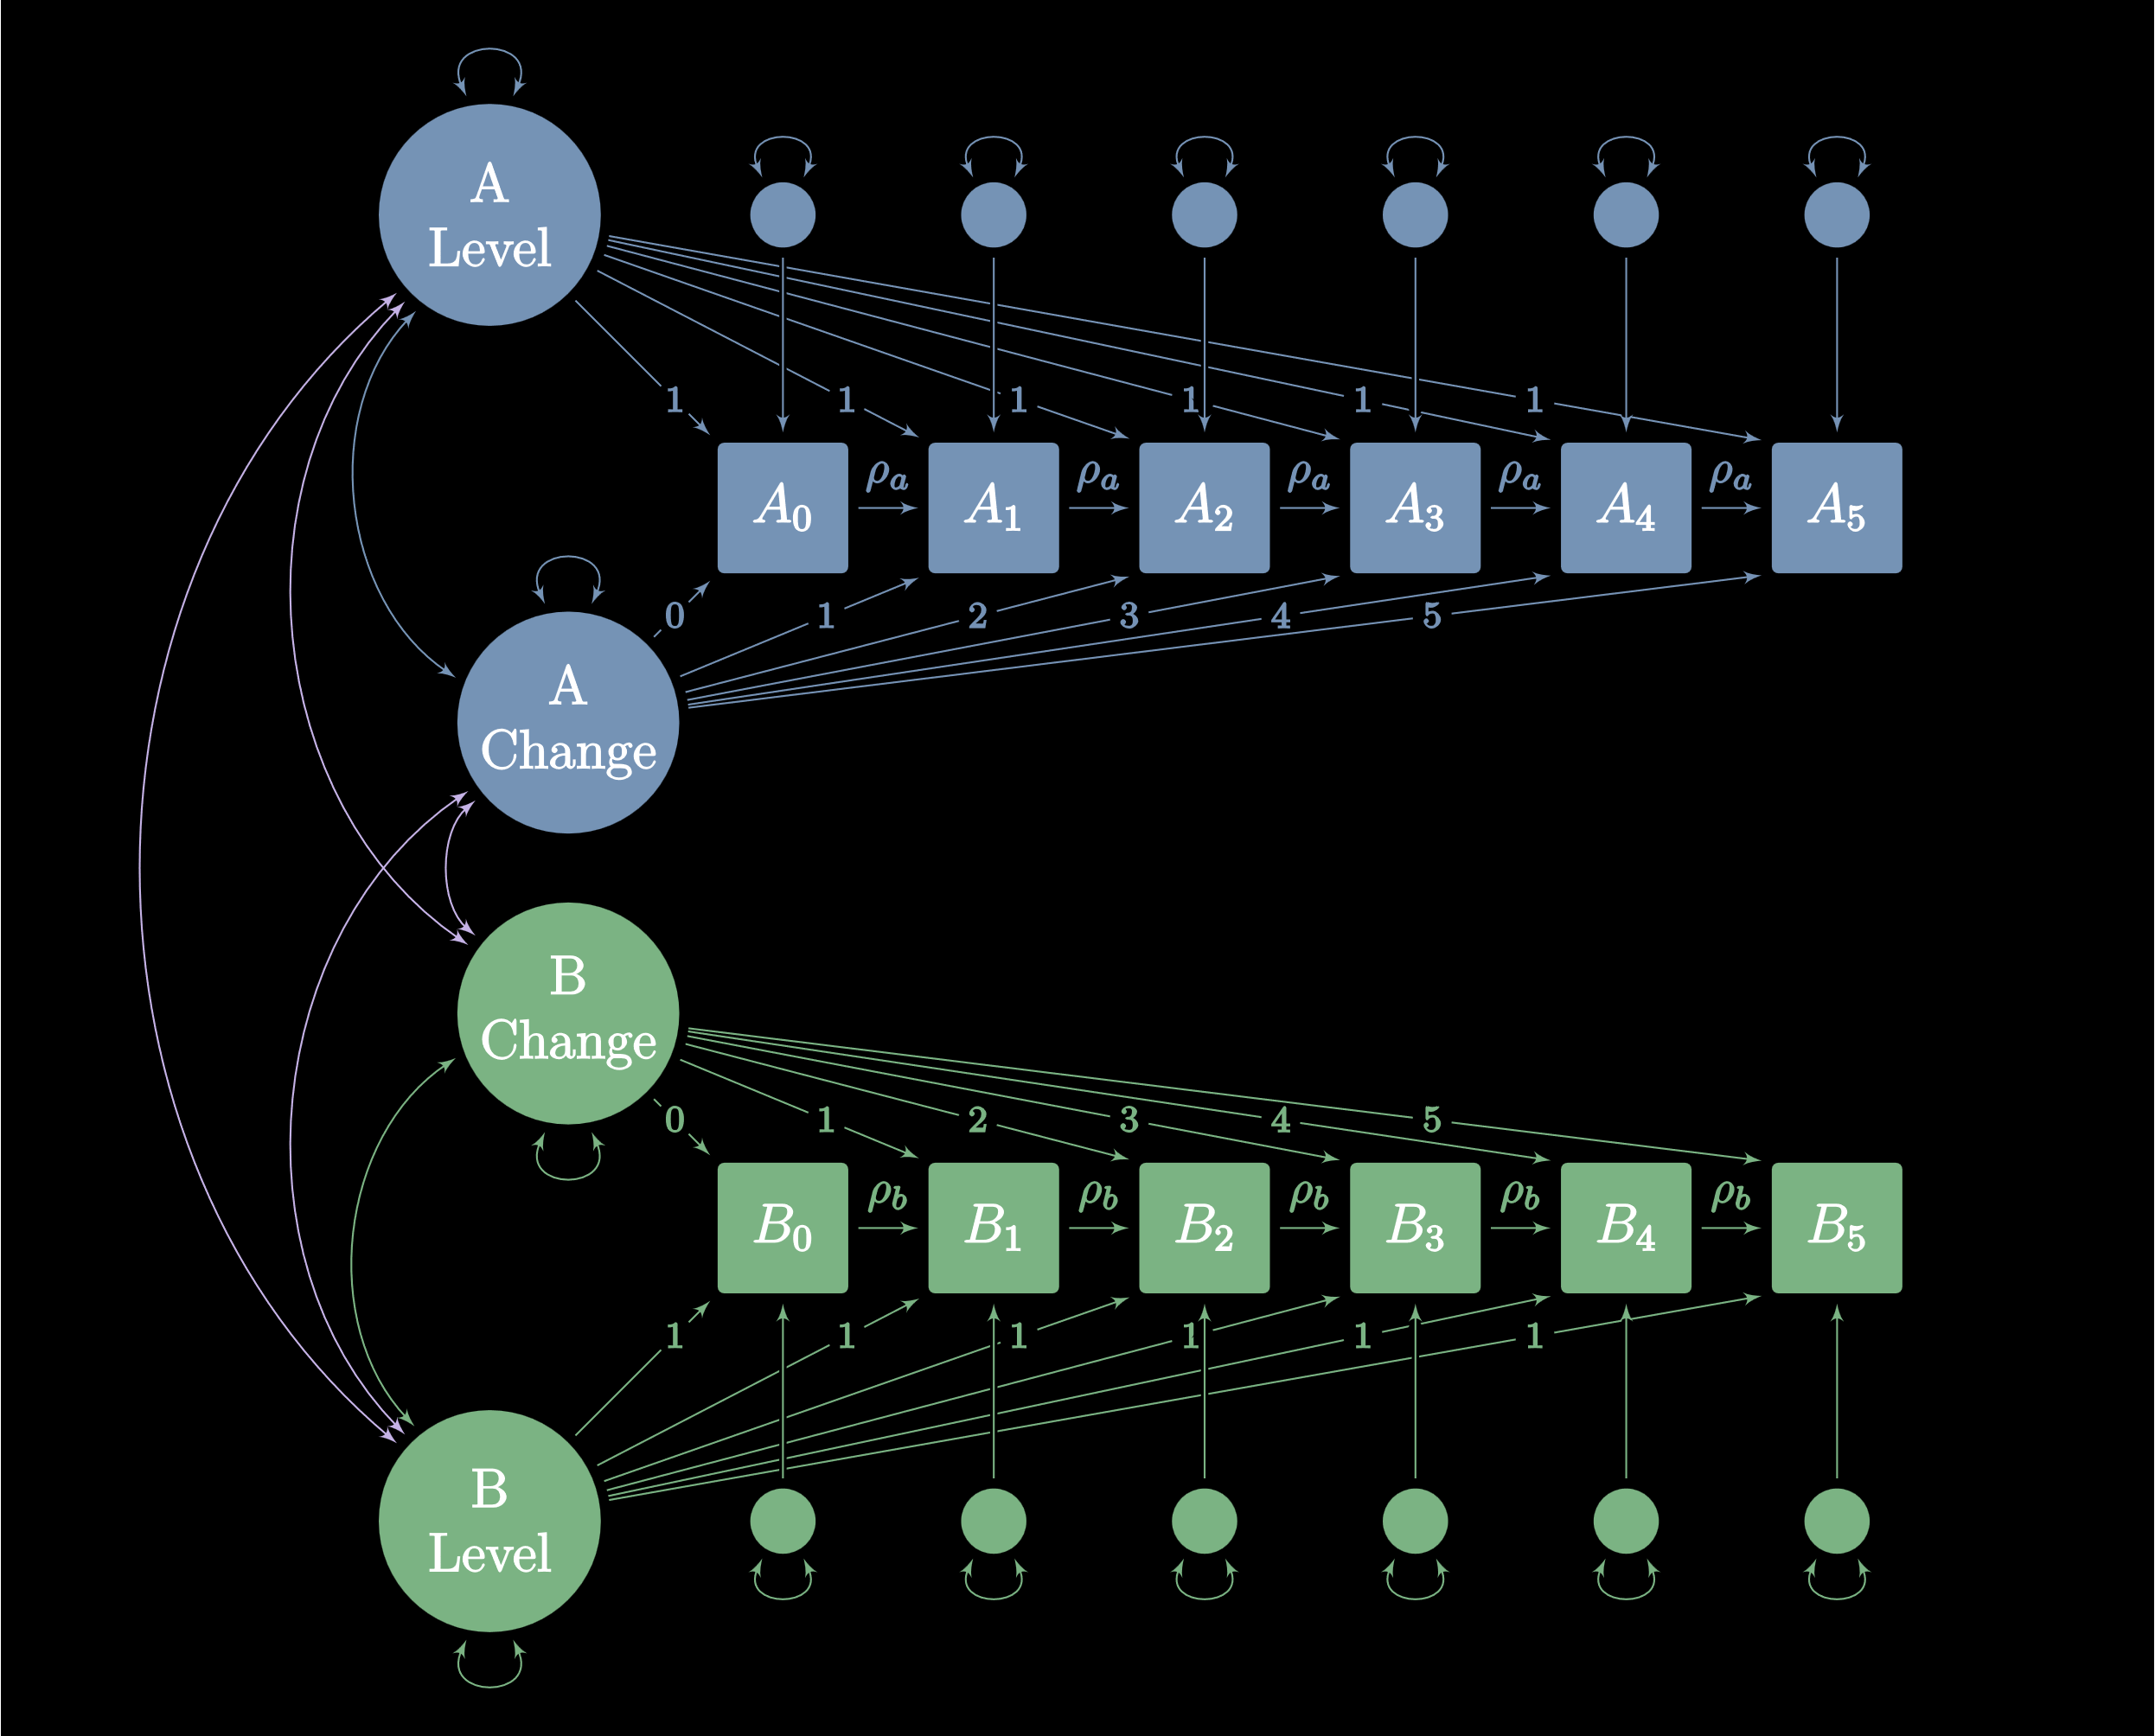 A
Level
1 1 1 1 1 1
ρₐ ρₐ ρₐ ρₐ ρₐ
A₀ A₁ A₂ A₃ A₄ A₅
0 1 2 3 4 5
A
Change
B
Change
0 1 2 3 4 5
ρb ρb ρb ρb ρb
B₀ B₁ B₂ B₃ B₄ B₅
1 1 1 1 1 1
B
Level